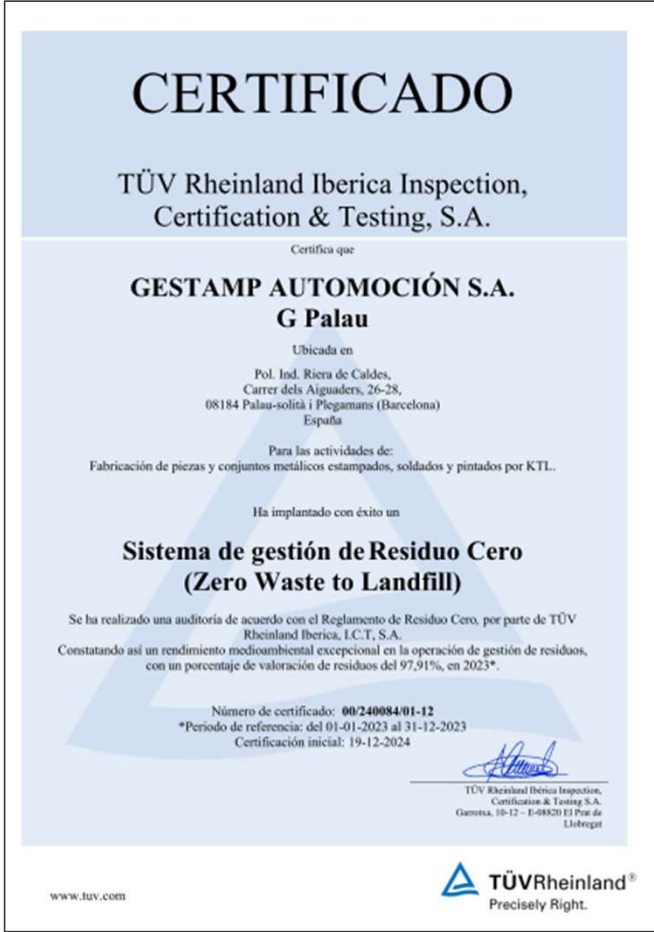 CERTIFICADO
TÜV Rheinland Iberica Inspection,
Certification & Testing, S.A.
Certifica que
GESTAMP AUTOMOCIÓN S.A.
G Palau
Ubicada en
Pol. Ind. Riera de Caldes,
Carrer dels Aiguaders, 26-28,
08184 Palau-solità i Plegamans (Barcelona)
España
Para las actividades de:
Fabricación de piezas y conjuntos metálicos estampados, soldados y pintados por KTL.
Ha implantado con éxito un
Sistema de gestión de Residuo Cero
(Zero Waste to Landfill)
Se ha realizado una auditoría de acuerdo con el Reglamento de Residuo Cero, por parte de TÜV
Rheinland Iberica, I.C.T, S.A.
Constatando así un rendimiento medioambiental excepcional en la operación de gestión de residuos,
con un porcentaje de valoración de residuos del 97,91%, en 2023*.
Número de certificado: 00/240084/01-12
*Periodo de referencia: del 01-01-2023 al 31-12-2023
Certificación inicial: 19-12-2024
TÜV Rheinland Ibérica Inspection,
Certification & Testing S.A.
Garrotxa, 10-12 – E-08820 El Prat de
Llobregat
www.tuv.com
TÜVRheinland®
Precisely Right.